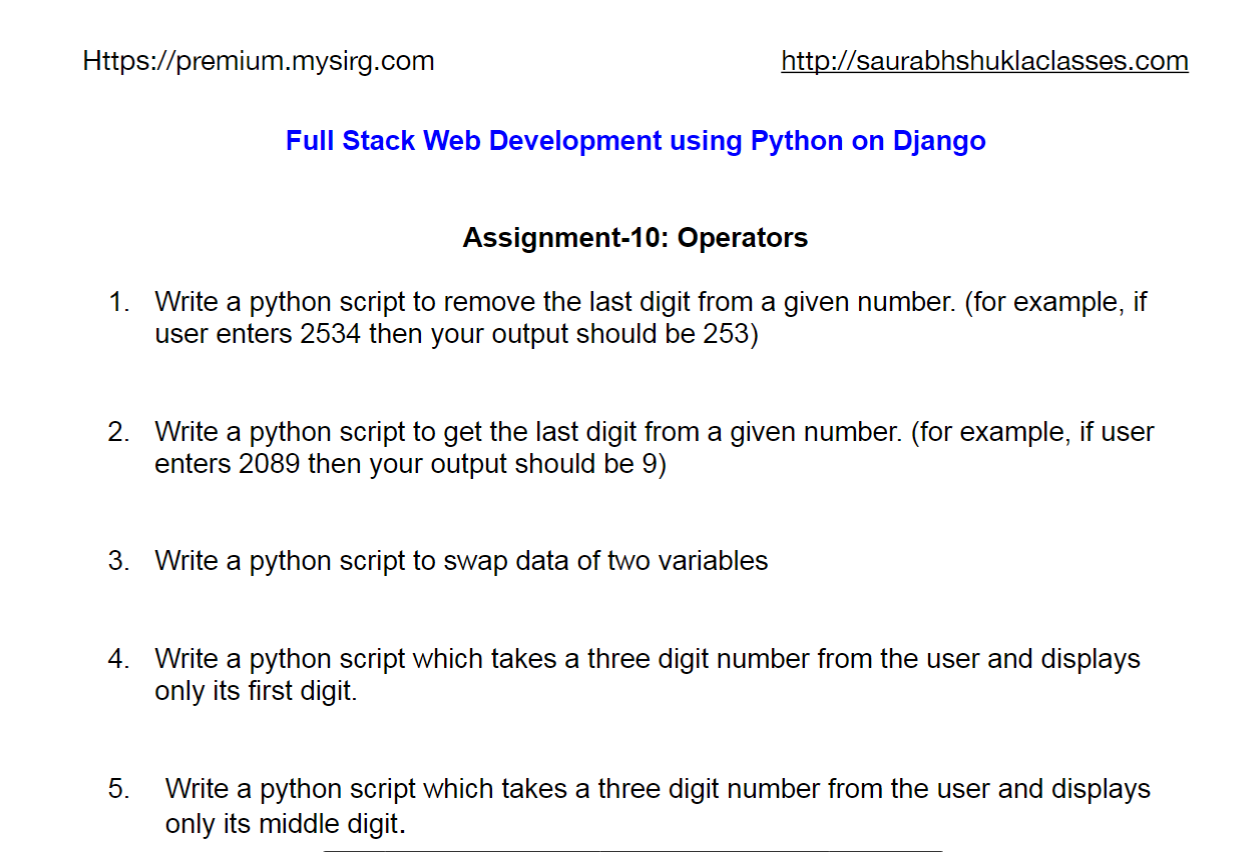 Https://premium.mysirg.com http://saurabhshuklaclasses.com
Full Stack Web Development using Python on Django
Assignment-10: Operators
1. Write a python script to remove the last digit from a given number. (for example, if
user enters 2534 then your output should be 253)
2. Write a python script to get the last digit from a given number. (for example, if user
enters 2089 then your output should be 9)
3. Write a python script to swap data of two variables
4. Write a python script which takes a three digit number from the user and displays
only its first digit.
5. Write a python script which takes a three digit number from the user and displays
only its middle digit.